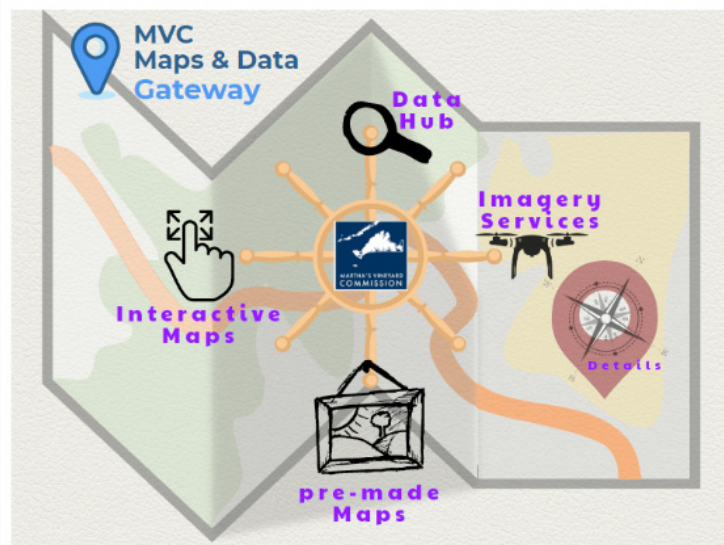 MVC
Maps & Data
Gateway
Data
Hub
Imagery
Services
MARTHA'S VINEYARD
COMMISSION
Interactive
Maps
Details
pre-made
Maps